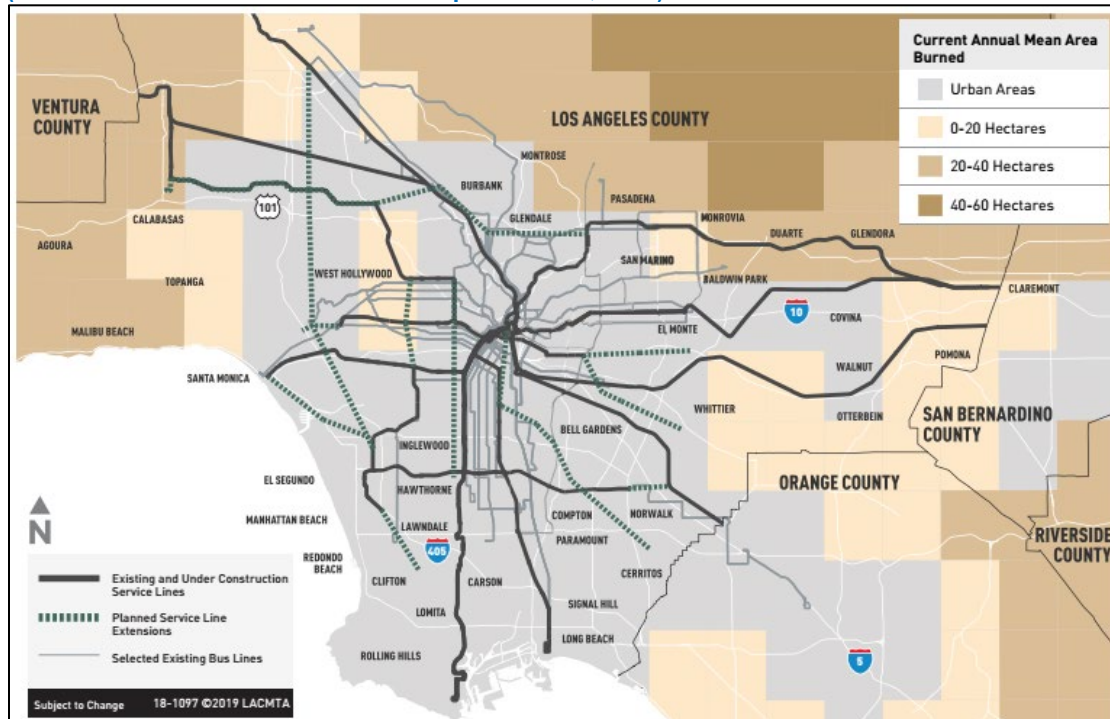 Current Annual Mean Area
Burned
Urban Areas
0-20 Hectares
20-40 Hectares
40-60 Hectares
VENTURA
COUNTY
LOS ANGELES COUNTY
MONTROSE
BURBANK
PASADENA
GLENDALE
MONROVIA
DUARTE
GLENDORA
101
CALABASAS
AGOURA
TOPANGA
WEST HOLLYWOOD
SAN MARINO
BALDWIN PARK
CLAREMONT
10
COVINA
MALIBU BEACH
EL MONTE
POMONA
WALNUT
SANTA MONICA
WHITTIER
OTTERBEIN
SAN BERNARDINO
COUNTY
BELL GARDENS
INGLEWOOD
ORANGE COUNTY
EL SEGUNDO
HAWTHORNE
N
COMPTON
NORWALK
MANHATTAN BEACH
LAWNDALE
PARAMOUNT
RIVERSIDE
COUNTY
405
REDONDO
BEACH
CLIFTON
CARSON
CERRITOS
LOMITA
SIGNAL HILL
LONG BEACH
ROLLING HILLS
5
Existing and Under Construction
Service Lines
Planned Service Line
Extensions
Selected Existing Bus Lines
Subject to Change 18-1097 ©2019 LACMTA